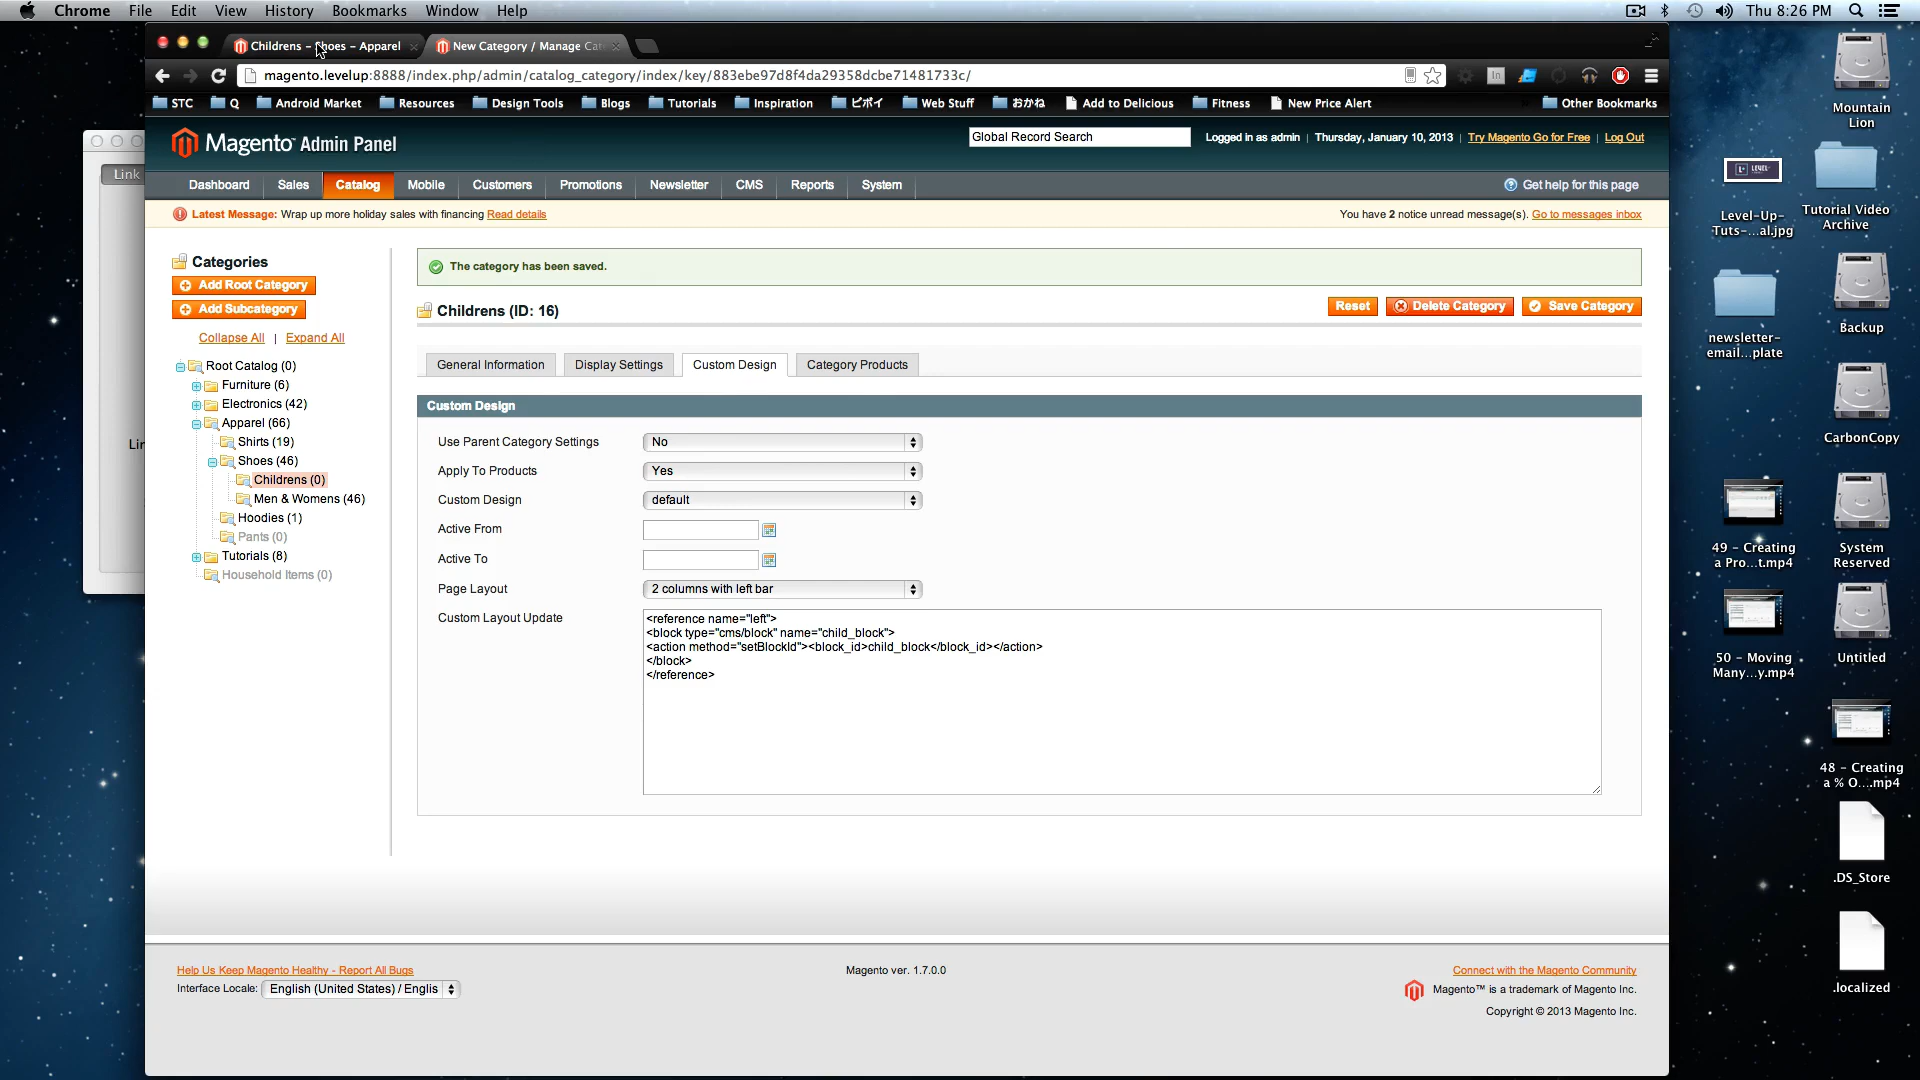 Chrome File Edit View History Bookmarks Window Help Thu 8:26 PM
Childrens - Shoes - Apparel New Category / Manage Cat
magento.levelup:8888/index.php/admin/catalog_category/index/key/883ebe97d8f4da29358dcbe71481733c/
STC Q Android Market Resources Design Tools Blogs Tutorials Inspiration ビボイ Web Stuff おかね Add to Delicious Fitness New Price Alert Other Bookmarks
Magento Admin Panel
Global Record Search
Logged in as admin | Thursday, January 10, 2013 | Try Magento Go for Free | Log Out
Dashboard Sales Catalog Mobile Customers Promotions Newsletter CMS Reports System
Get help for this page
Latest Message: Wrap up more holiday sales with financing Read details
You have 2 notice unread message(s). Go to messages inbox
Categories
Add Root Category
Add Subcategory
Collapse All | Expand All
Root Catalog (0)
Furniture (6)
Electronics (42)
Apparel (66)
Shirts (19)
Shoes (46)
Childrens (0)
Men & Womens (46)
Hoodies (1)
Pants (0)
Tutorials (8)
Household Items (0)
The category has been saved.
Childrens (ID: 16)
Reset Delete Category Save Category
General Information Display Settings Custom Design Category Products
Custom Design
Use Parent Category Settings No
Apply To Products Yes
Custom Design default
Active From
Active To
Page Layout 2 columns with left bar
Custom Layout Update
<reference name="left">
<block type="cms/block" name="child_block">
<action method="setBlockId"><block_id>child_block</block_id></action>
</block>
</reference>
Help Us Keep Magento Healthy - Report All Bugs
Interface Locale: English (United States) / Englis
Magento ver. 1.7.0.0
Connect with the Magento Community
Magento™ is a trademark of Magento Inc.
Copyright © 2013 Magento Inc.
Link
Lin
Mountain
Lion
Level-Up-
Tuts-...al.jpg
Tutorial Video
Archive
newsletter-
email...plate
Backup
CarbonCopy
49 - Creating
a Pro...t.mp4
System
Reserved
50 - Moving
Many...y.mp4
Untitled
48 - Creating
a % O....mp4
.DS_Store
.localized